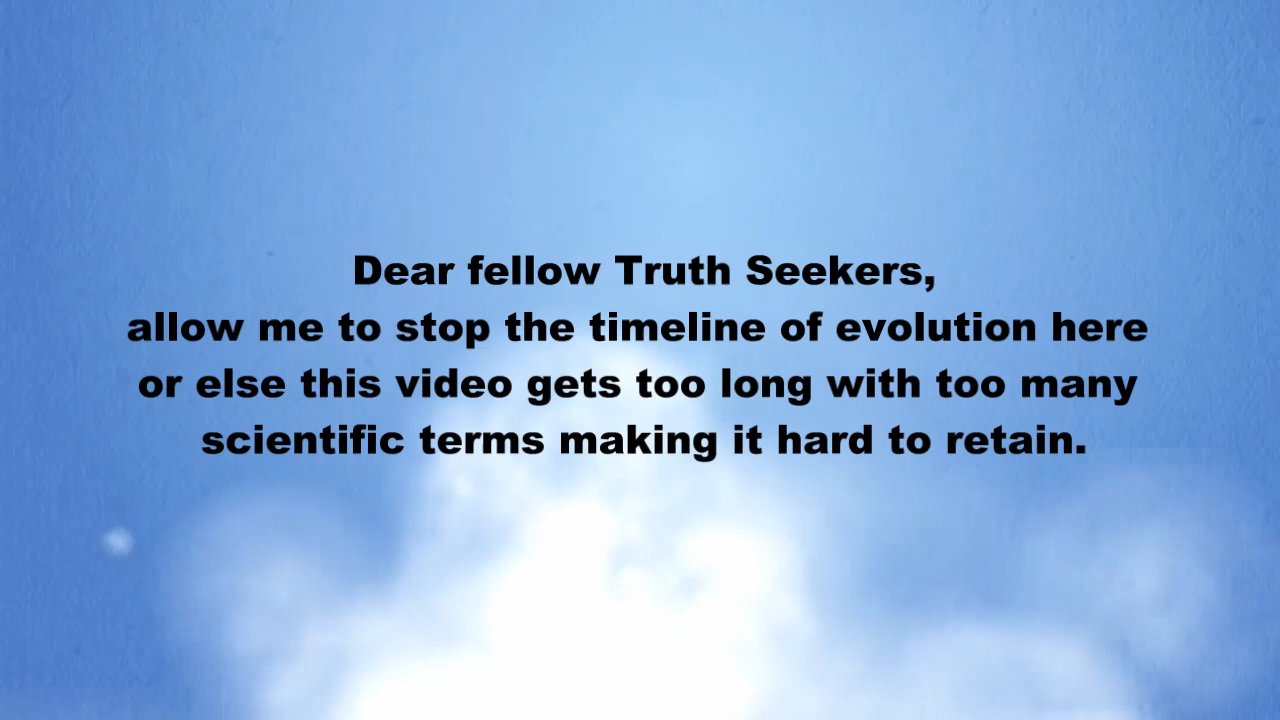 Dear fellow Truth Seekers,
allow me to stop the timeline of evolution here
or else this video gets too long with too many
scientific terms making it hard to retain.